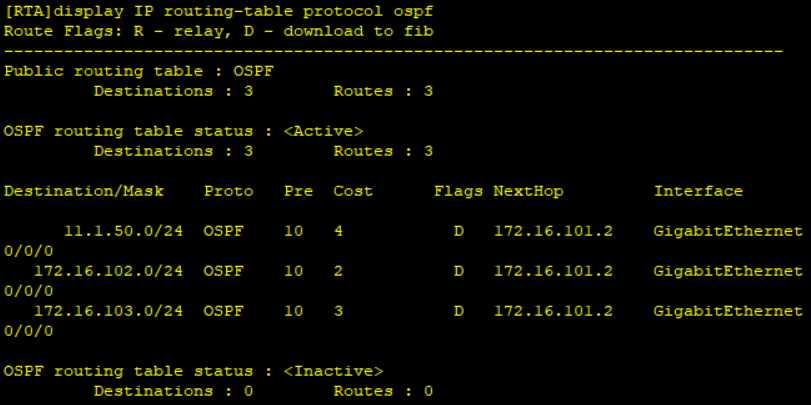 [RTA]display IP routing-table protocol ospf
Route Flags: R - relay, D - download to fib
------------------------------------------------------------------------------
Public routing table : OSPF
         Destinations : 3        Routes : 3
OSPF routing table status : <Active>
         Destinations : 3        Routes : 3
Destination/Mask    Proto   Pre  Cost         Flags NextHop         Interface
      11.1.50.0/24  OSPF    10   4              D   172.16.101.2    GigabitEthernet
0/0/0
   172.16.102.0/24  OSPF    10   2              D   172.16.101.2    GigabitEthernet
0/0/0
   172.16.103.0/24  OSPF    10   3              D   172.16.101.2    GigabitEthernet
0/0/0
OSPF routing table status : <Inactive>
         Destinations : 0        Routes : 0